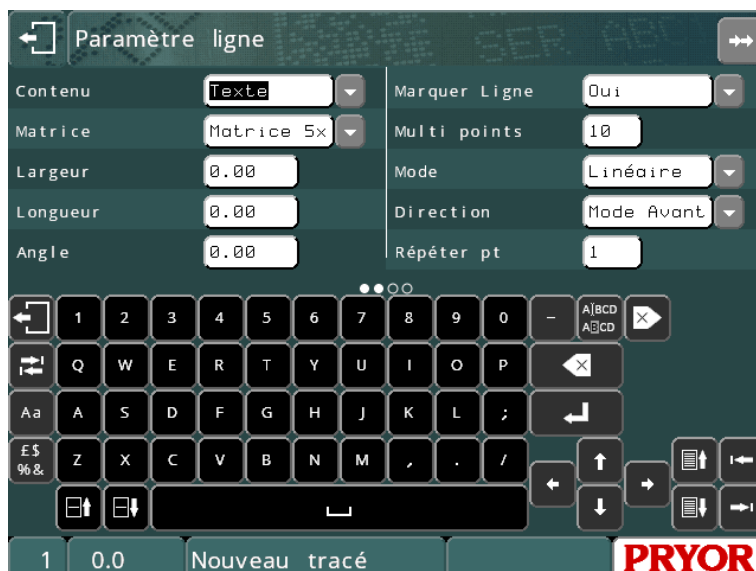 Paramètre ligne
Contenu Texte
Matrice Matrice 5x
Largeur 0.00
Longueur 0.00
Angle 0.00
Marquer Ligne Oui
Multi points 10
Mode Linéaire
Direction Mode Avant
Répéter pt 1
1 2 3 4 5 6 7 8 9 0 - A]BCD
ABCD
Q W E R T Y U I O P
Aa A S D F G H J K L ;
£$
%& Z X C V B N M , . /
1 0.0 Nouveau tracé PRYOR